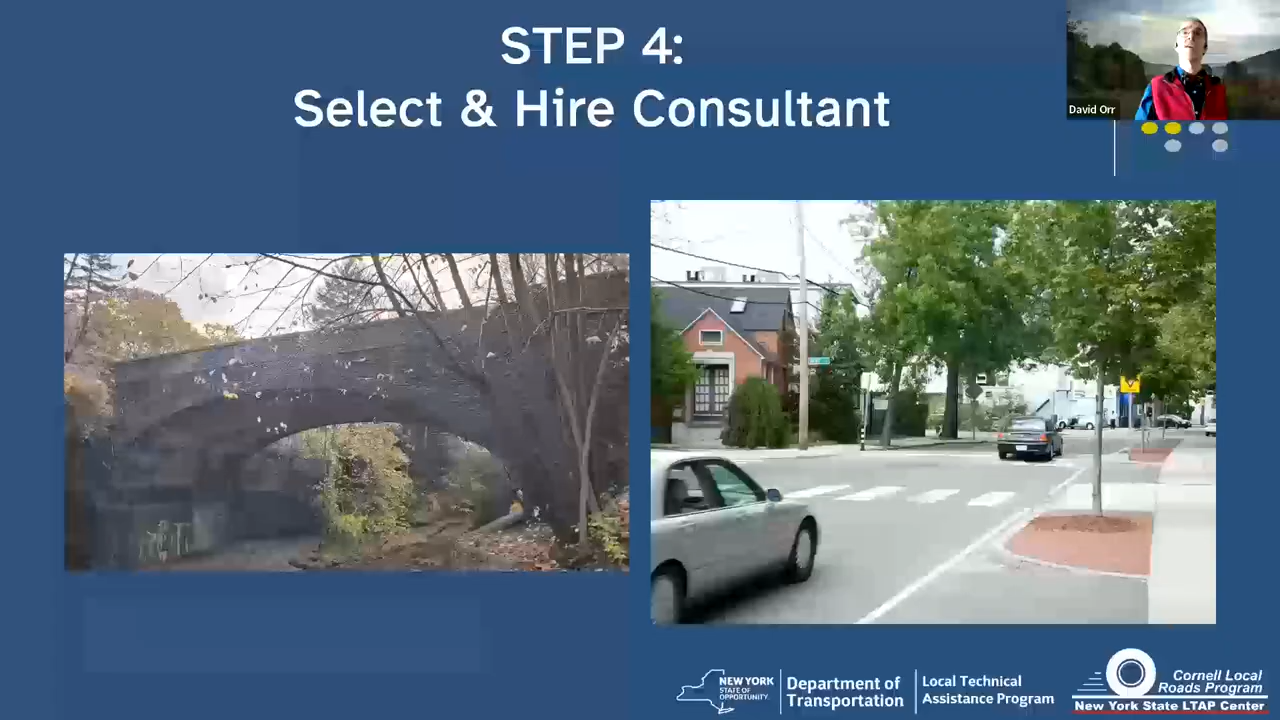 STEP 4:
Select & Hire Consultant
David Orr
NEW YORK
STATE OF
OPPORTUNITY.
Department of
Transportation
Local Technical
Assistance Program
Cornell Local
Roads Program
New York State LTAP Center